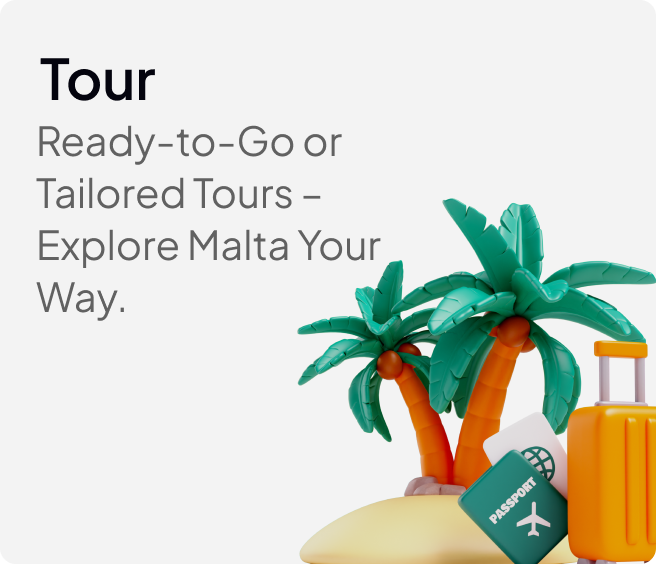 Tour
Ready-to-Go or
Tailored Tours –
Explore Malta Your
Way.
PASSPORT